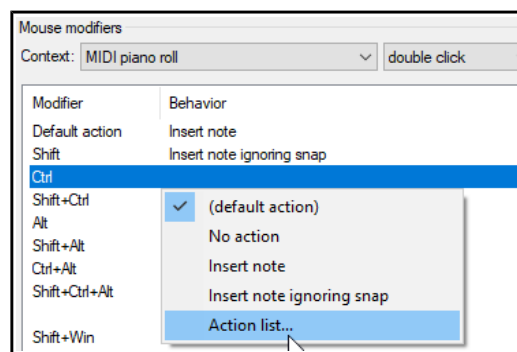 Mouse modifiers
Context: MIDI piano roll double click
Modifier Behavior
Default action Insert note
Shift Insert note ignoring snap
Ctrl
Shift+Ctrl (default action)
Alt
Shift+Alt No action
Ctrl+Alt Insert note
Shift+Ctrl+Alt Insert note ignoring snap
Action list...
Shift+Win